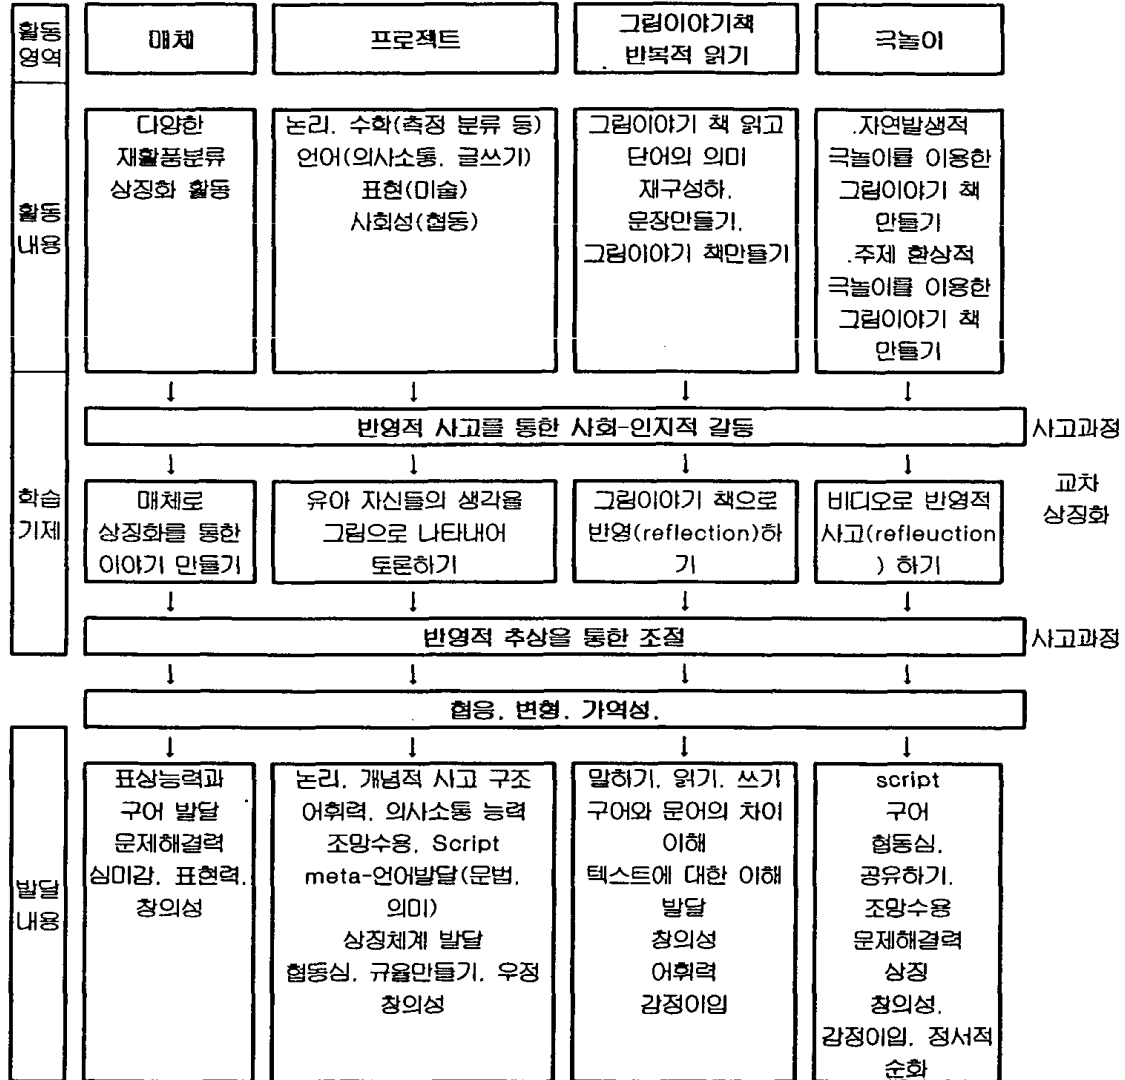 활동
영역
매체
프로젝트
그림이야기책
반복적 읽기
극놀이
활동
내용
다양한
재활품분류
상징화 활동
논리, 수학(측정 분류 등)
언어(의사소통, 글쓰기)
표현(미술)
사회성(협동)
그림이야기 책 읽고
단어의 의미
재구성하,
문장만들기,
그림이야기 책만들기
.자연발생적
극놀이를 이용한
그림이야기 책
만들기
.주제 환상적
극놀이를 이용한
그림이야기 책
만들기
↓ ↓ ↓ ↓
반영적 사고를 통한 사회-인지적 갈등
사고과정
↓ ↓ ↓ ↓
학습
기제
매체로
상징화를 통한
이야기 만들기
유아 자신들의 생각을
그림으로 나타내어
토론하기
그림이야기 책으로
반영(reflection)하
기
비디오로 반영적
사고(refleuction
) 하기
교차
상징화
↓ ↓ ↓ ↓
반영적 추상을 통한 조절
사고과정
↓ ↓ ↓ ↓
협응, 변형, 가역성,
↓ ↓ ↓ ↓
발달
내용
표상능력과
구어 발달
문제해결력
심미감, 표현력,
창의성
논리, 개념적 사고 구조
어휘력, 의사소통 능력
조망수용, Script
meta-언어발달(문법,
의미)
상징체계 발달
협동심, 규율만들기, 우정
창의성
말하기, 읽기, 쓰기
구어와 문어의 차이
이해
텍스트에 대한 이해
발달
창의성
어휘력
감정이입
script
구어
협동심,
공유하기,
조망수용
문제해결력
상징
창의성,
감정이입, 정서적
순화